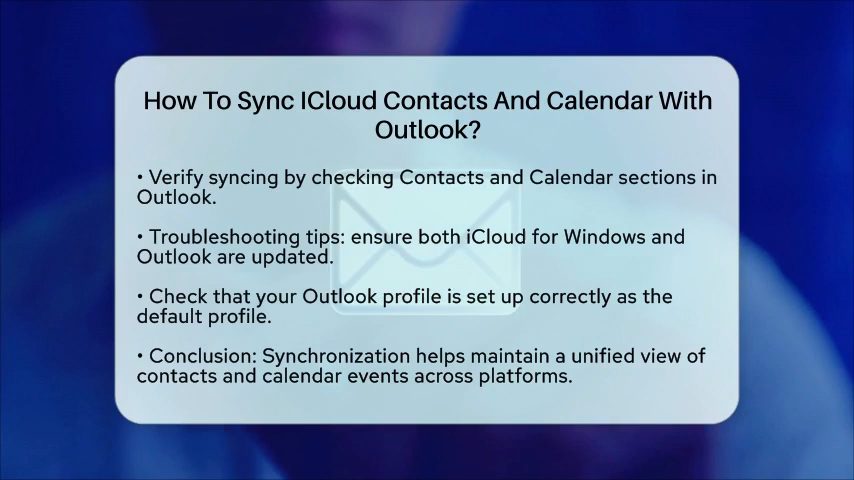 How To Sync ICloud Contacts And Calendar With
Outlook?
• Verify syncing by checking Contacts and Calendar sections in
Outlook.
• Troubleshooting tips: ensure both iCloud for Windows and
Outlook are updated.
• Check that your Outlook profile is set up correctly as the
default profile.
• Conclusion: Synchronization helps maintain a unified view of
contacts and calendar events across platforms.